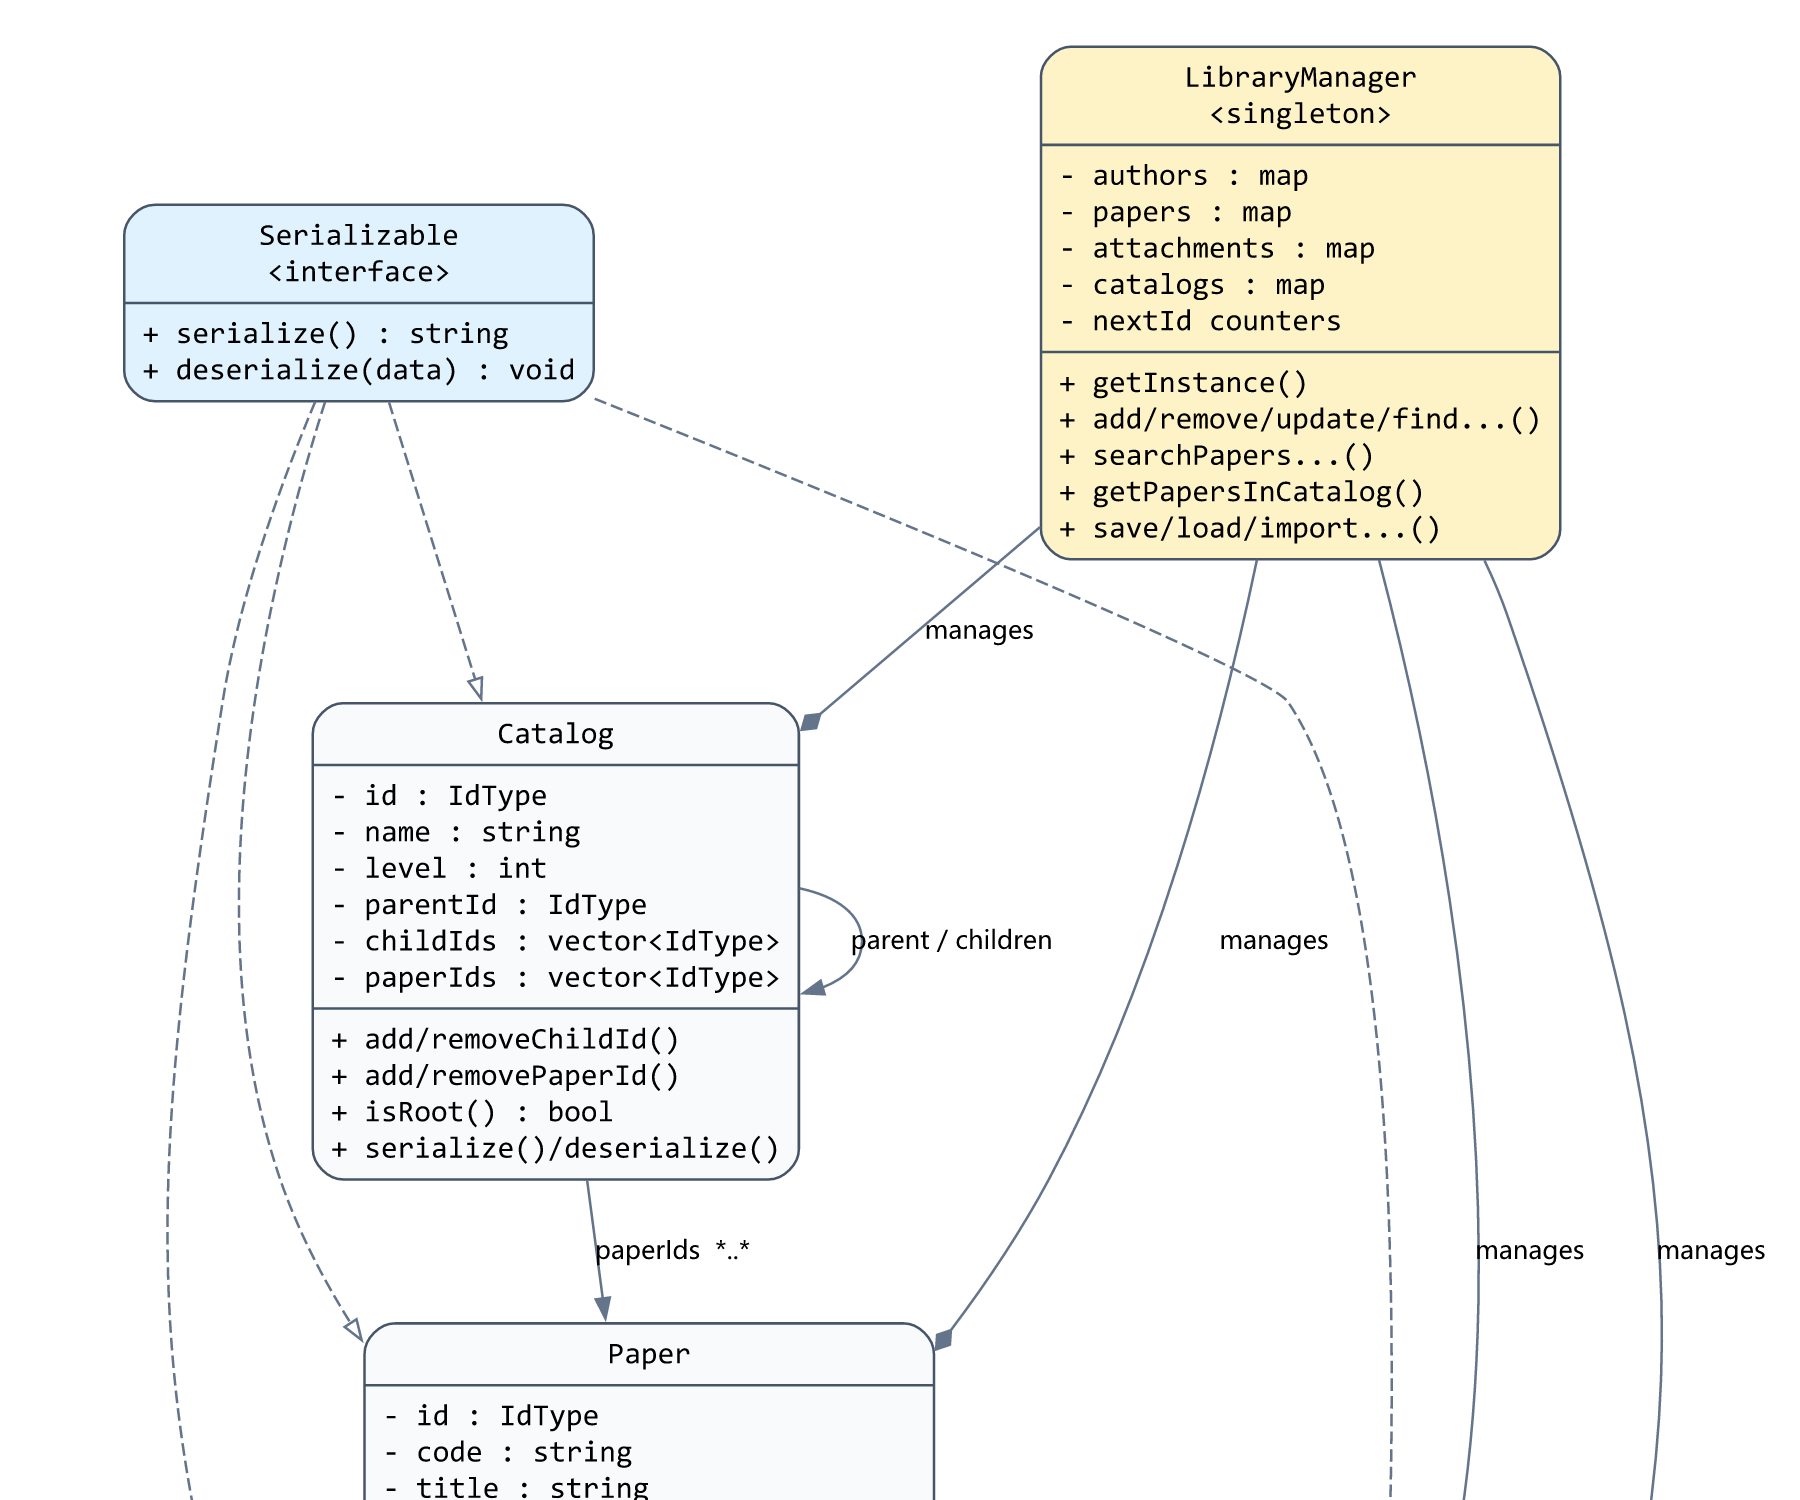 LibraryManager
<singleton>
- authors : map
- papers : map
- attachments : map
- catalogs : map
- nextId counters
+ getInstance()
+ add/remove/update/find...()
+ searchPapers...()
+ getPapersInCatalog()
+ save/load/import...()
Serializable
<interface>
+ serialize() : string
+ deserialize(data) : void
manages
Catalog
- id : IdType
- name : string
- level : int
- parentId : IdType
- childIds : vector<IdType>
- paperIds : vector<IdType>
+ add/removeChildId()
+ add/removePaperId()
+ isRoot() : bool
+ serialize()/deserialize()
parent / children
manages
paperIds *..*
manages
manages
Paper
- id : IdType
- code : string
- title : string